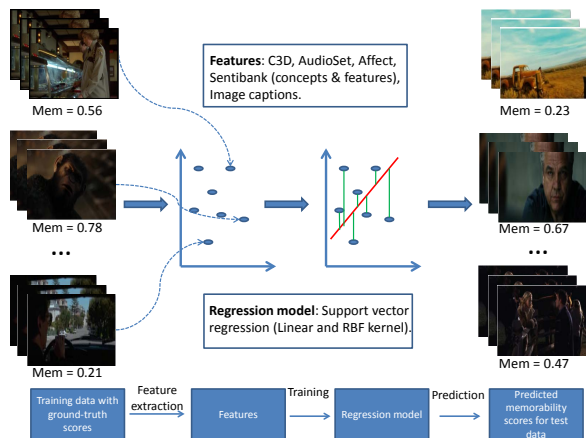 Features: C3D, AudioSet, Affect,
Sentibank (concepts & features),
Image captions.
Mem = 0.56
Mem = 0.23
Mem = 0.78
Mem = 0.67
...
...
Regression model: Support vector
regression (Linear and RBF kernel).
Mem = 0.21
Mem = 0.47
Training data with
ground-truth
scores
Feature
extraction
Features
Training
Regression model
Prediction
Predicted
memorability
scores for test
data